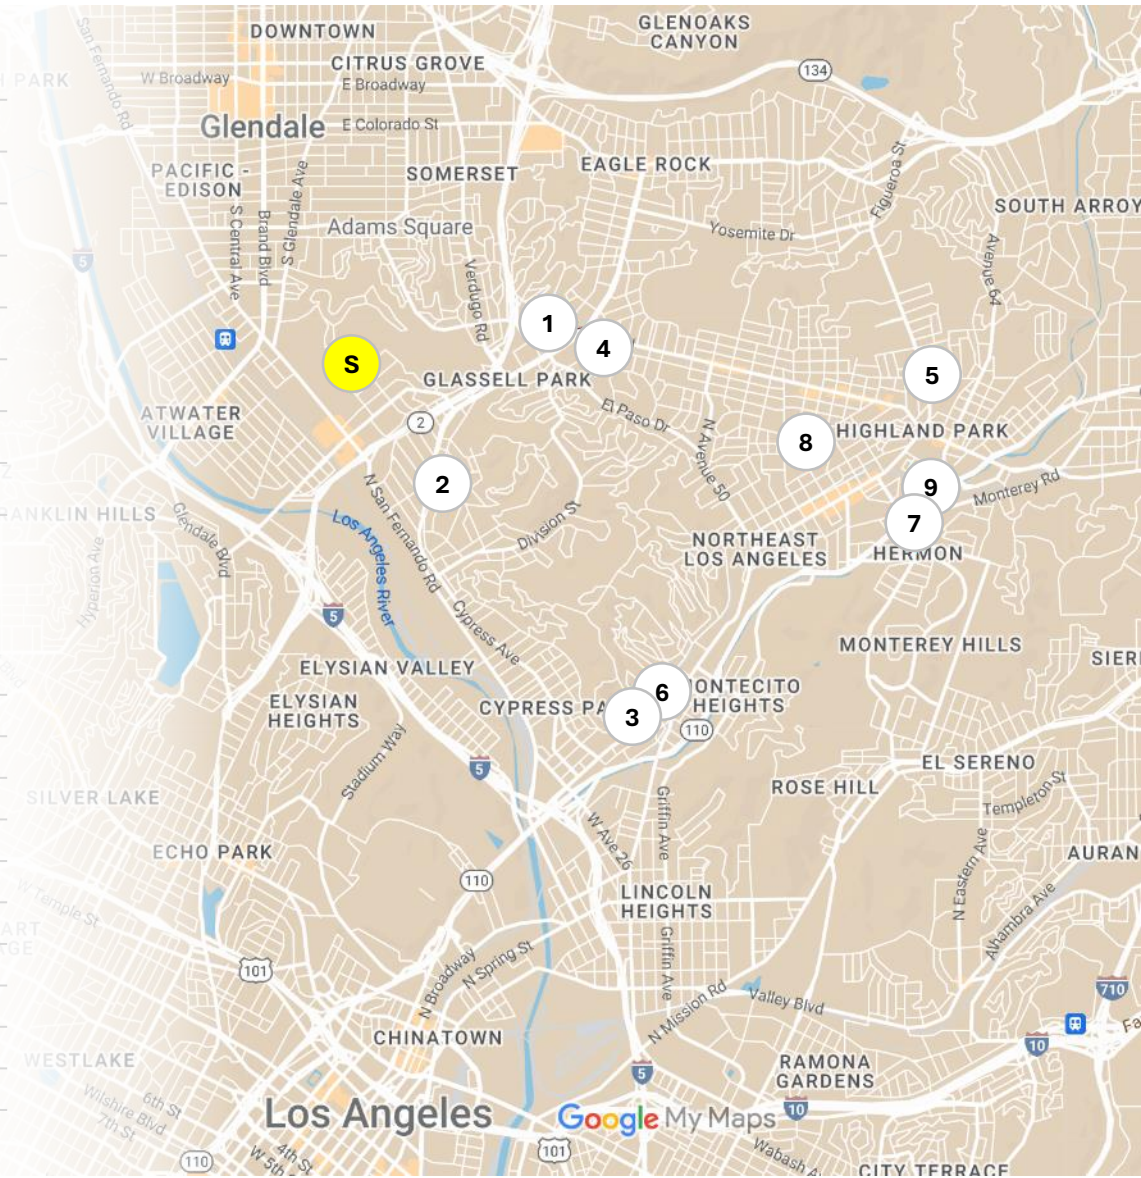 DOWNTOWN
GLENOAKS
CANYON
CITRUS GROVE
134
San Fernando Rd
W Broadway
E Broadway
PARK
Glendale
E Colorado St
PACIFIC -
EDISON
SOMERSET
EAGLE ROCK
Figueroa St
SOUTH ARROY
S Central Ave
Brand Blvd
S Glendale Ave
Adams Square
Yosemite Dr
Avenue 64
5
Verdugo Rd
1
4
S
GLASSELL PARK
5
ATWATER
VILLAGE
2
El Paso Dr
N Avenue 50
8
HIGHLAND PARK
2
9
Monterey Rd
7
HERMON
RANKLIN HILLS
Glendale Blvd
Hyperion Ave
Los Angeles River
N San Fernando Rd
Division St
NORTHEAST
LOS ANGELES
5
Cypress Ave
MONTEREY HILLS
SIER
ELYSIAN VALLEY
ELYSIAN
HEIGHTS
CYPRESS PA
6
3
ONTECITO
HEIGHTS
110
Stadium Way
5
EL SERENO
ROSE HILL
Templeton St
SILVER LAKE
Griffin Ave
W Ave 26
ECHO PARK
110
N Eastern Ave
AURAN
W Temple St
LINCOLN
HEIGHTS
Alhambra Ave
ART
GE
101
N Broadway
N Spring St
Griffin Ave
N Mission Rd
Valley Blvd
710
CHINATOWN
10
Fa
WESTLAKE
5
RAMONA
GARDENS
6th St
Wilshire Blvd
7th St
Los Angeles
Google My Maps
10
101
4th St
W 5th
110
Wabash A
CITY TERRACE